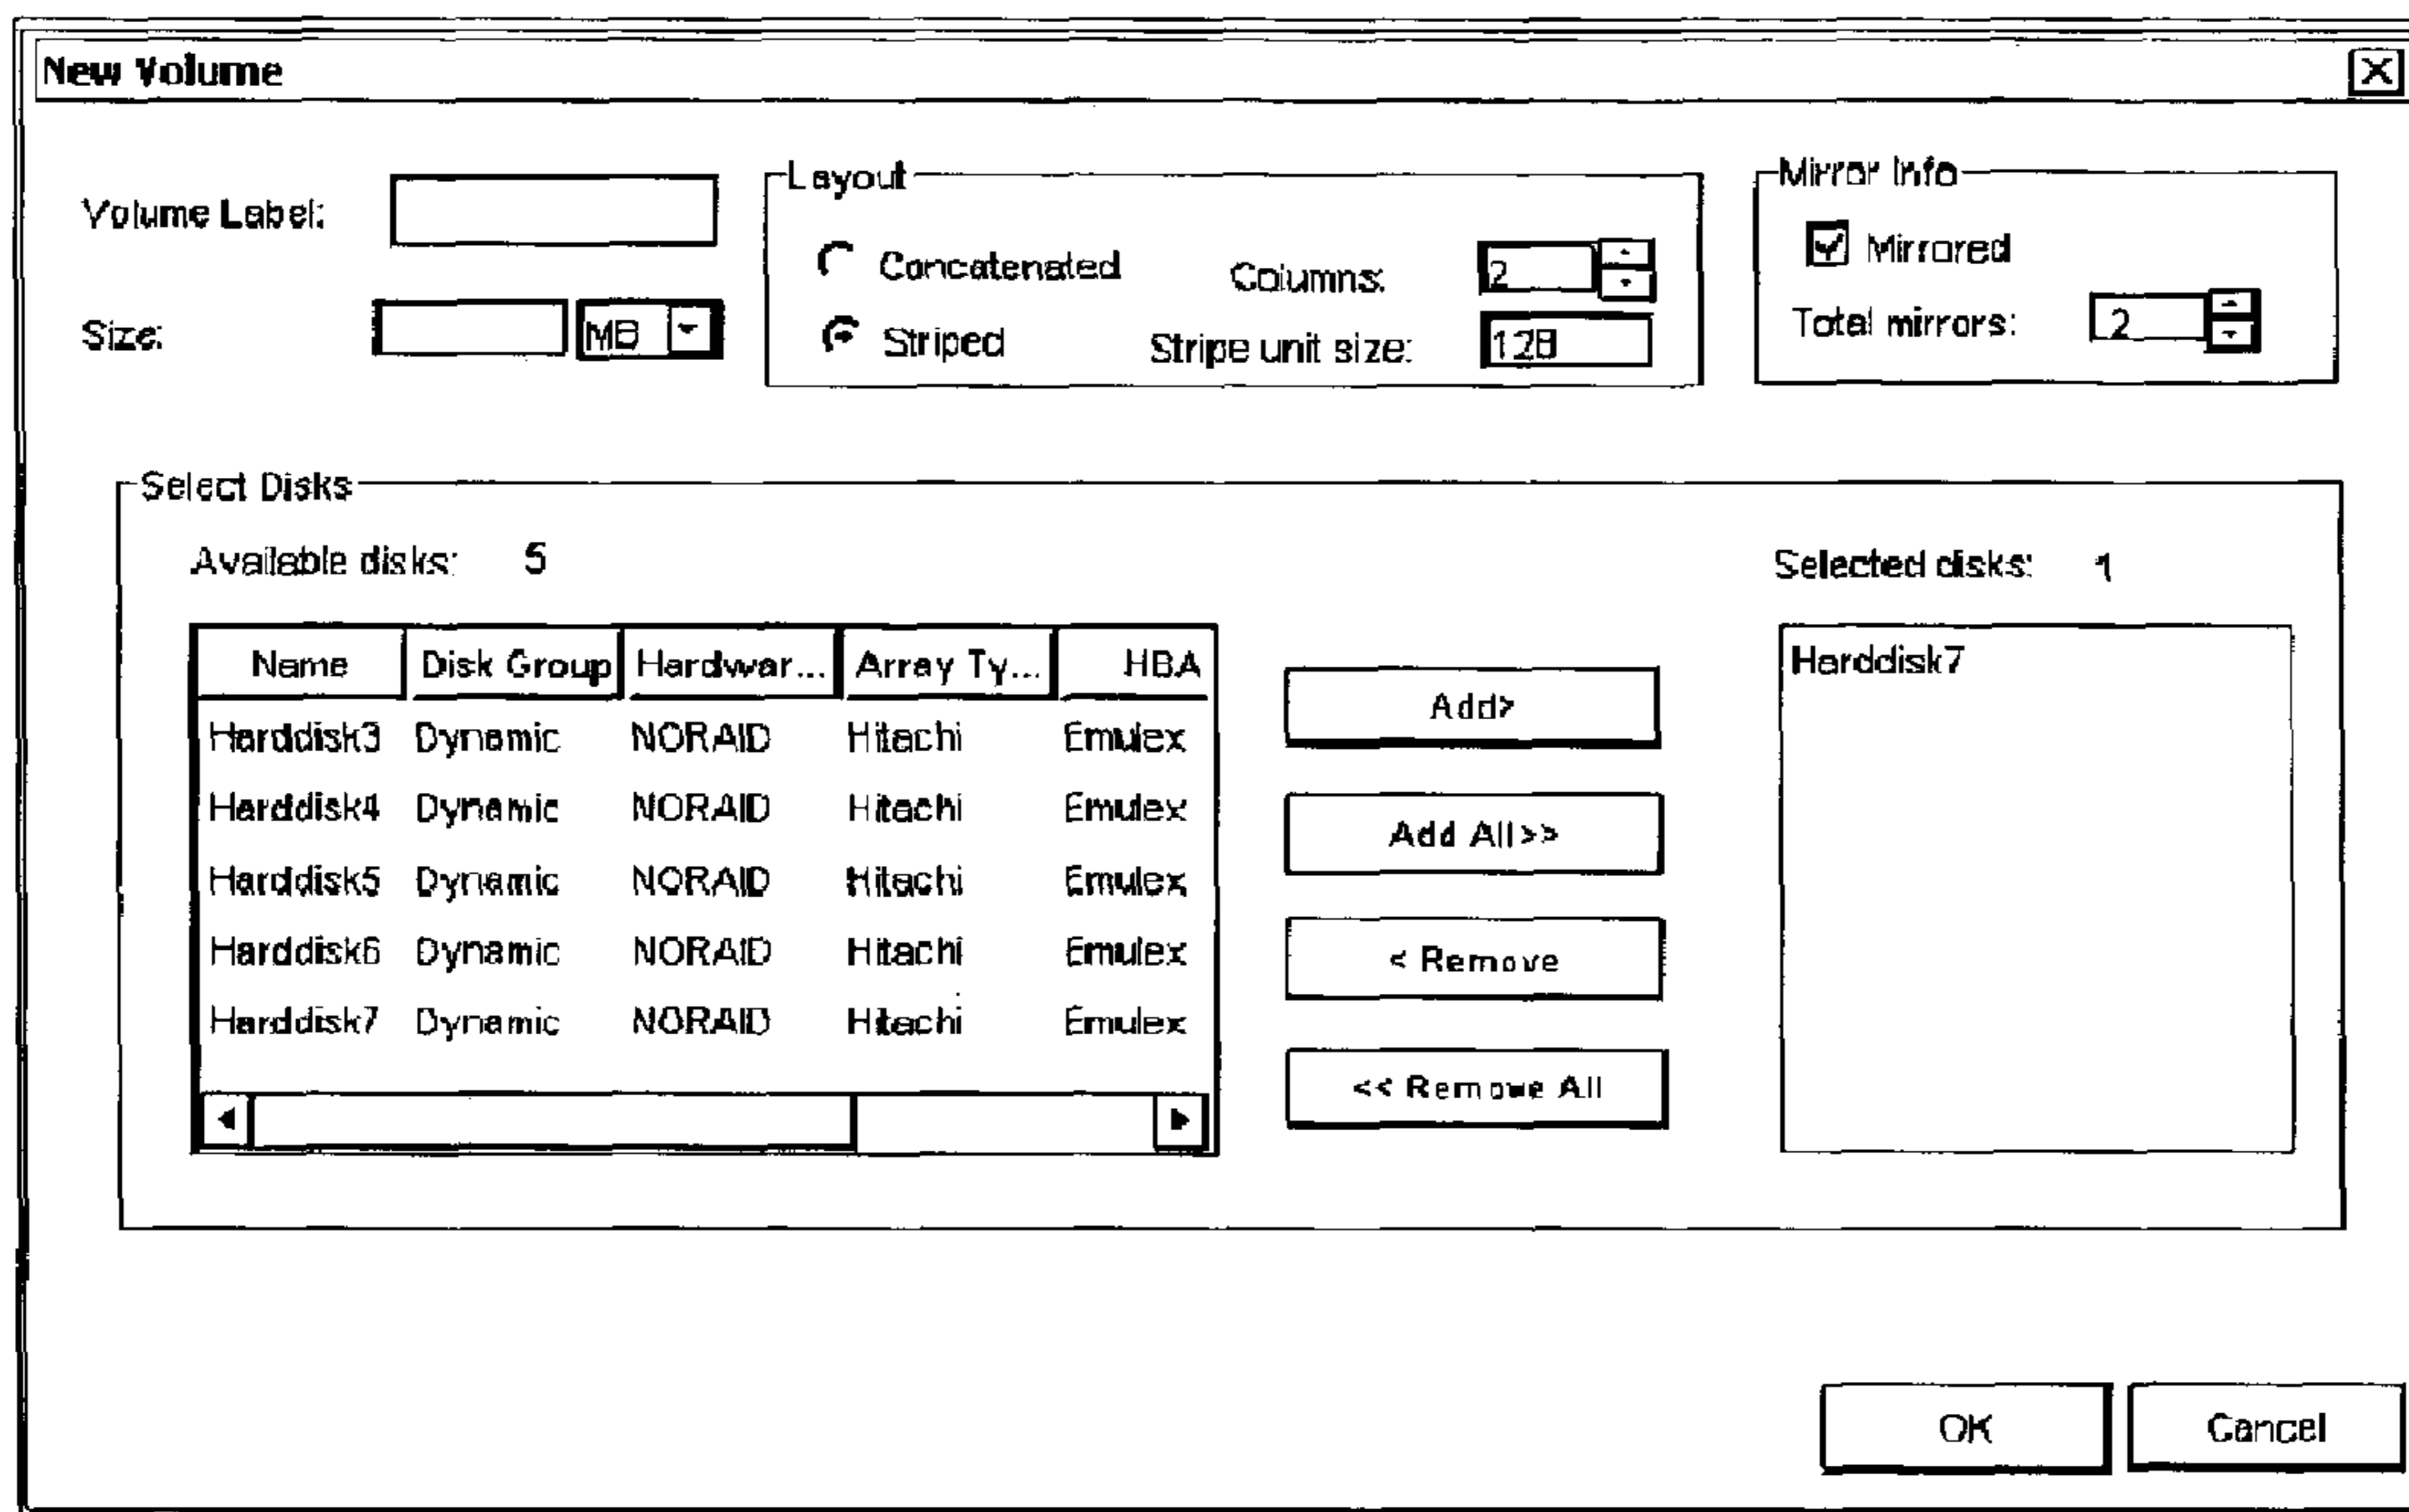 New Volume
Volume Label:
Size: MB
Layout
Concatenated Columns: 2
Striped Stripe unit size: 128
Mirror Info
Mirrored
Total mirrors: 2
Select Disks
Available disks: 5
Name Disk Group Hardwar... Array Ty... HBA
Harddisk3 Dynamic NORAID Hitachi Emulex
Harddisk4 Dynamic NORAID Hitachi Emulex
Harddisk5 Dynamic NORAID Hitachi Emulex
Harddisk6 Dynamic NORAID Hitachi Emulex
Harddisk7 Dynamic NORAID Hitachi Emulex
Add>
Add All>>
< Remove
<< Remove All
Selected disks: 1
Harddisk7
OK Cancel